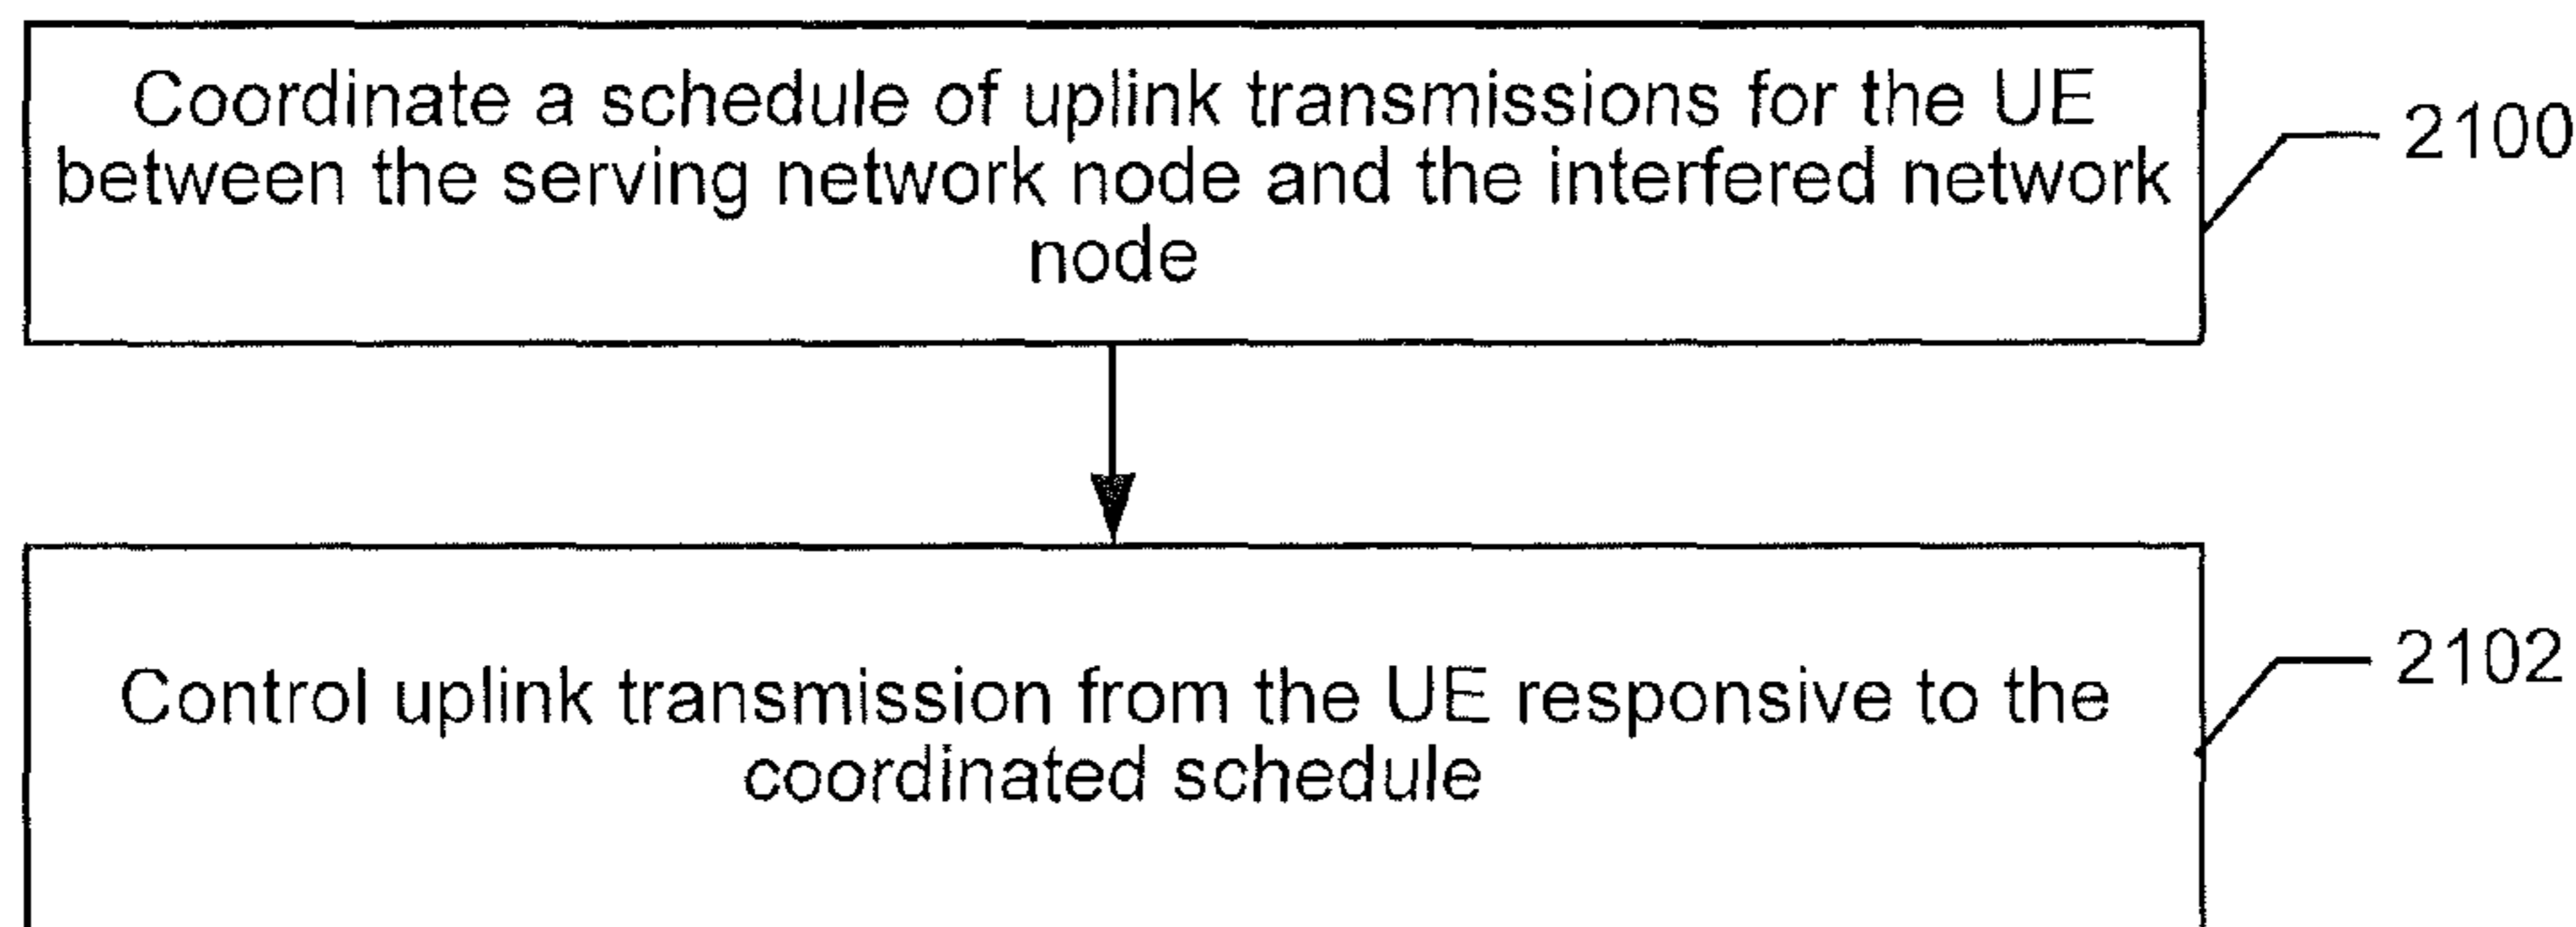 Coordinate a schedule of uplink transmissions for the UE
between the serving network node and the interfered network
node
2100
Control uplink transmission from the UE responsive to the
coordinated schedule
2102